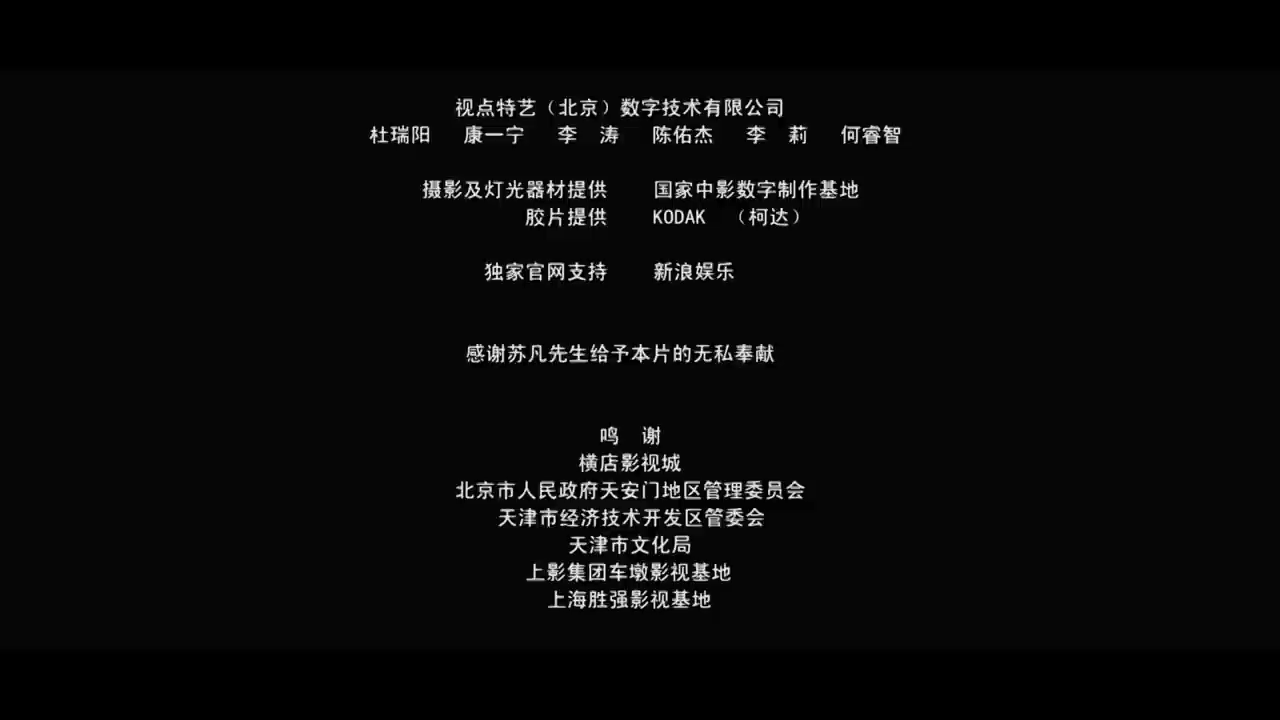 视点特艺（北京）数字技术有限公司
杜瑞阳 康一宁 李 涛 陈佑杰 李 莉 何睿智
摄影及灯光器材提供 国家中影数字制作基地
胶片提供 KODAK （柯达）
独家官网支持 新浪娱乐
感谢苏凡先生给予本片的无私奉献
鸣 谢
横店影视城
北京市人民政府天安门地区管理委员会
天津市经济技术开发区管委会
天津市文化局
上影集团车墩影视基地
上海胜强影视基地